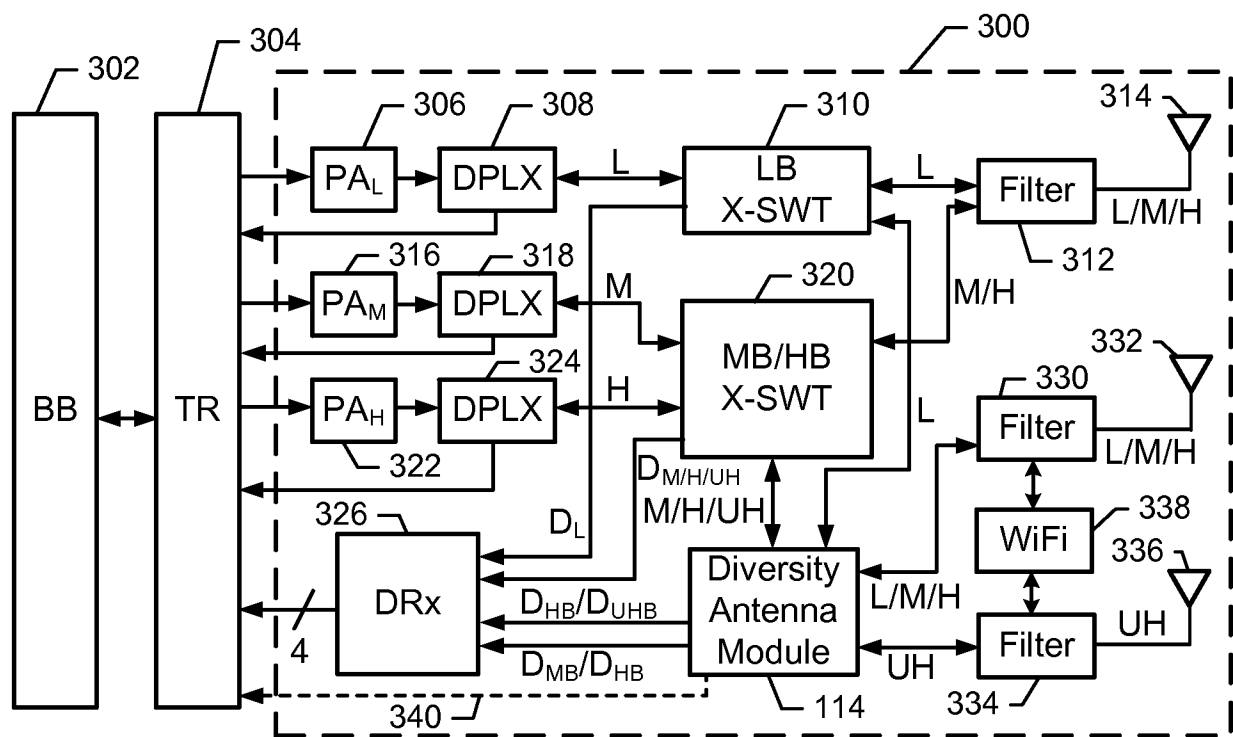 300
304
302
306
308
310
314
PA_L
DPLX
L
LB
X-SWT
L
Filter
L/M/H
312
316
318
M
320
M/H
PA_M
DPLX
MB/HB
X-SWT
332
324
330
BB
TR
PA_H
DPLX
H
L
Filter
L/M/H
322
D_M/H/UH
M/H/UH
326
D_L
338
WiFi
336
DRx
Diversity
Antenna
Module
L/M/H
D_HB/D_UHB
4
D_MB/D_HB
UH
Filter
UH
340
114
334